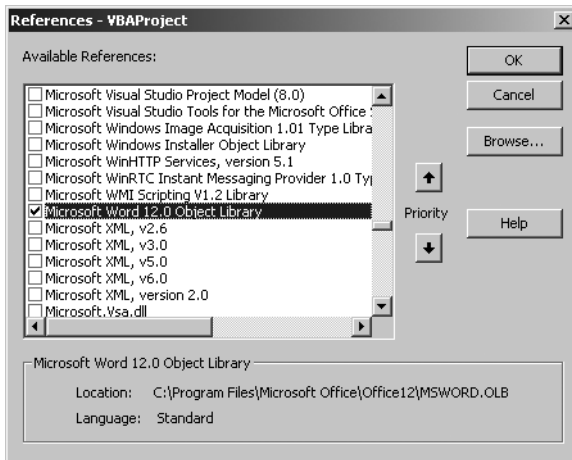 References - VBAProject
Available References:
Microsoft Visual Studio Project Model (8.0)
Microsoft Visual Studio Tools for the Microsoft Office
Microsoft Windows Image Acquisition 1.01 Type Libra
Microsoft Windows Installer Object Library
Microsoft WinHTTP Services, version 5.1
Microsoft WinRTC Instant Messaging Provider 1.0 Ty
Microsoft WMI Scripting V1.2 Library
Microsoft Word 12.0 Object Library
Microsoft XML, v2.6
Microsoft XML, v3.0
Microsoft XML, v5.0
Microsoft XML, v6.0
Microsoft XML, version 2.0
Microsoft.Vsa.dll
OK
Cancel
Browse...
Priority
Help
Microsoft Word 12.0 Object Library
Location: C:\Program Files\Microsoft Office\Office12\MSWORD.OLB
Language: Standard